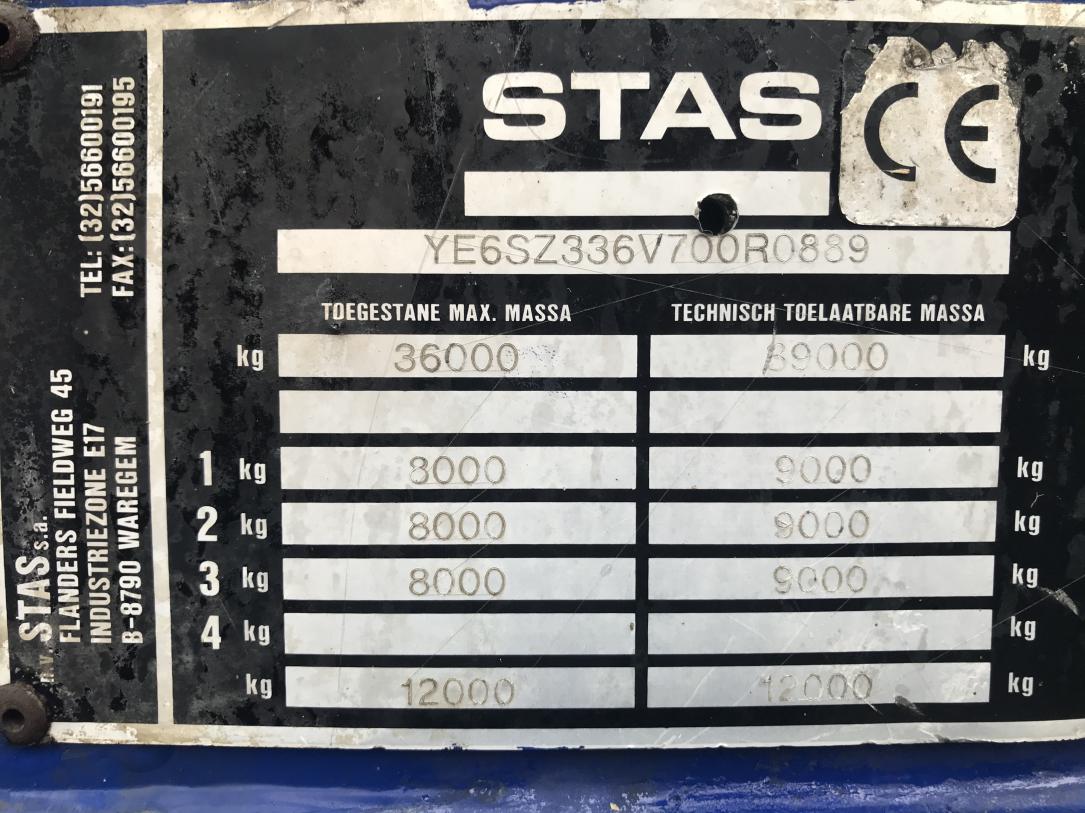 STAS
CE
YE6SZ336V700R0889
TOEGESTANE MAX. MASSA TECHNISCH TOELAATBARE MASSA
kg 36000 39000 kg
1 kg 8000 9000 kg
2 kg 8000 9000 kg
3 kg 8000 9000 kg
4 kg kg
kg 12000 12000 kg
n.v. STAS s.a.
FLANDERS FIELDWEG 45 TEL: (32)56600191
INDUSTRIEZONE E17 FAX: (32)56600195
B-8790 WAREGEM